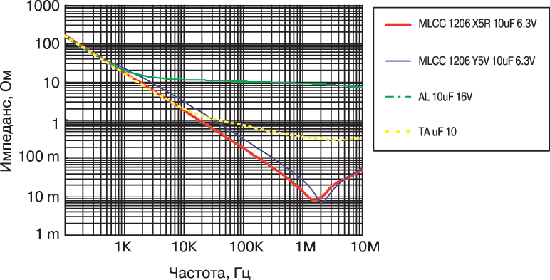 1000
100
10
1
100 m
10 m
1 m
Импеданс, Ом
1K
10K
100K
1M
10M
Частота, Гц
MLCC 1206 X5R 10uF 6.3V
MLCC 1206 Y5V 10uF 6.3V
AL 10uF 16V
TA uF 10